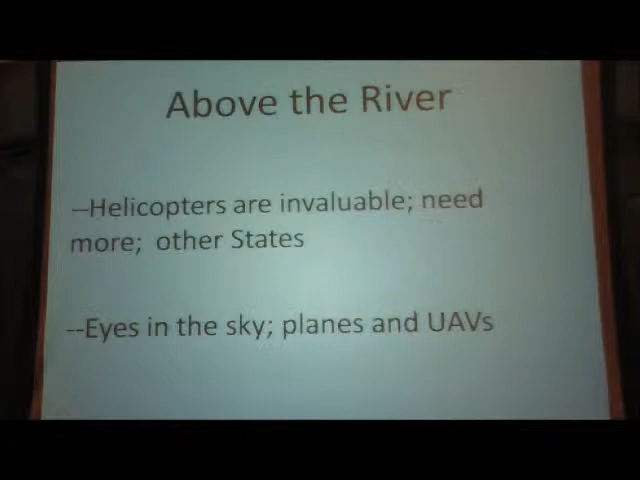 Above the River
--Helicopters are invaluable; need
more;  other States
--Eyes in the sky; planes and UAVs